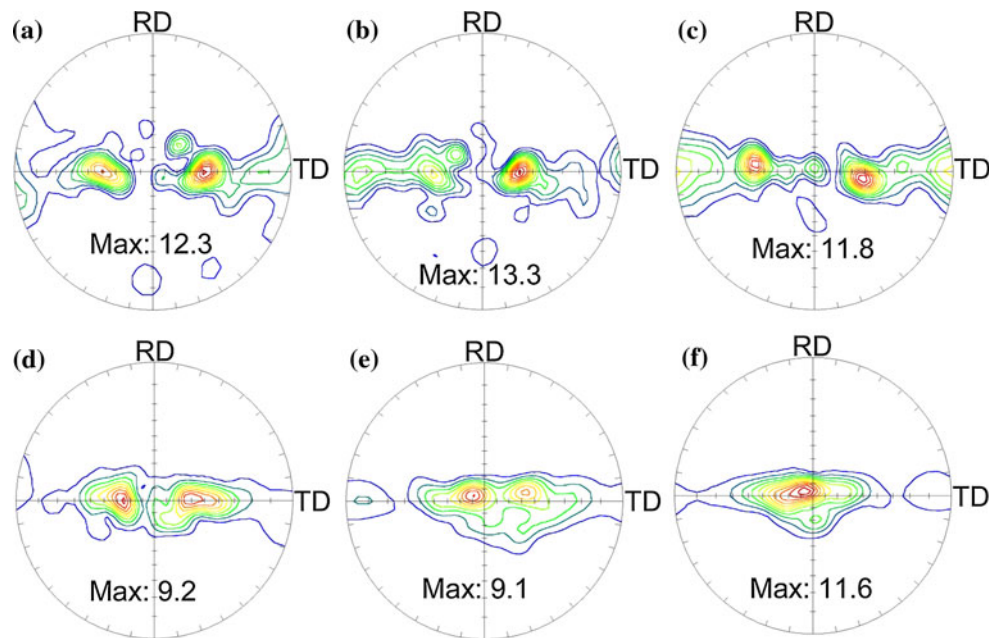 (a) RD (b) RD (c) RD
TD TD TD
Max: 12.3 Max: 13.3 Max: 11.8
(d) RD (e) RD (f) RD
TD TD TD
Max: 9.2 Max: 9.1 Max: 11.6